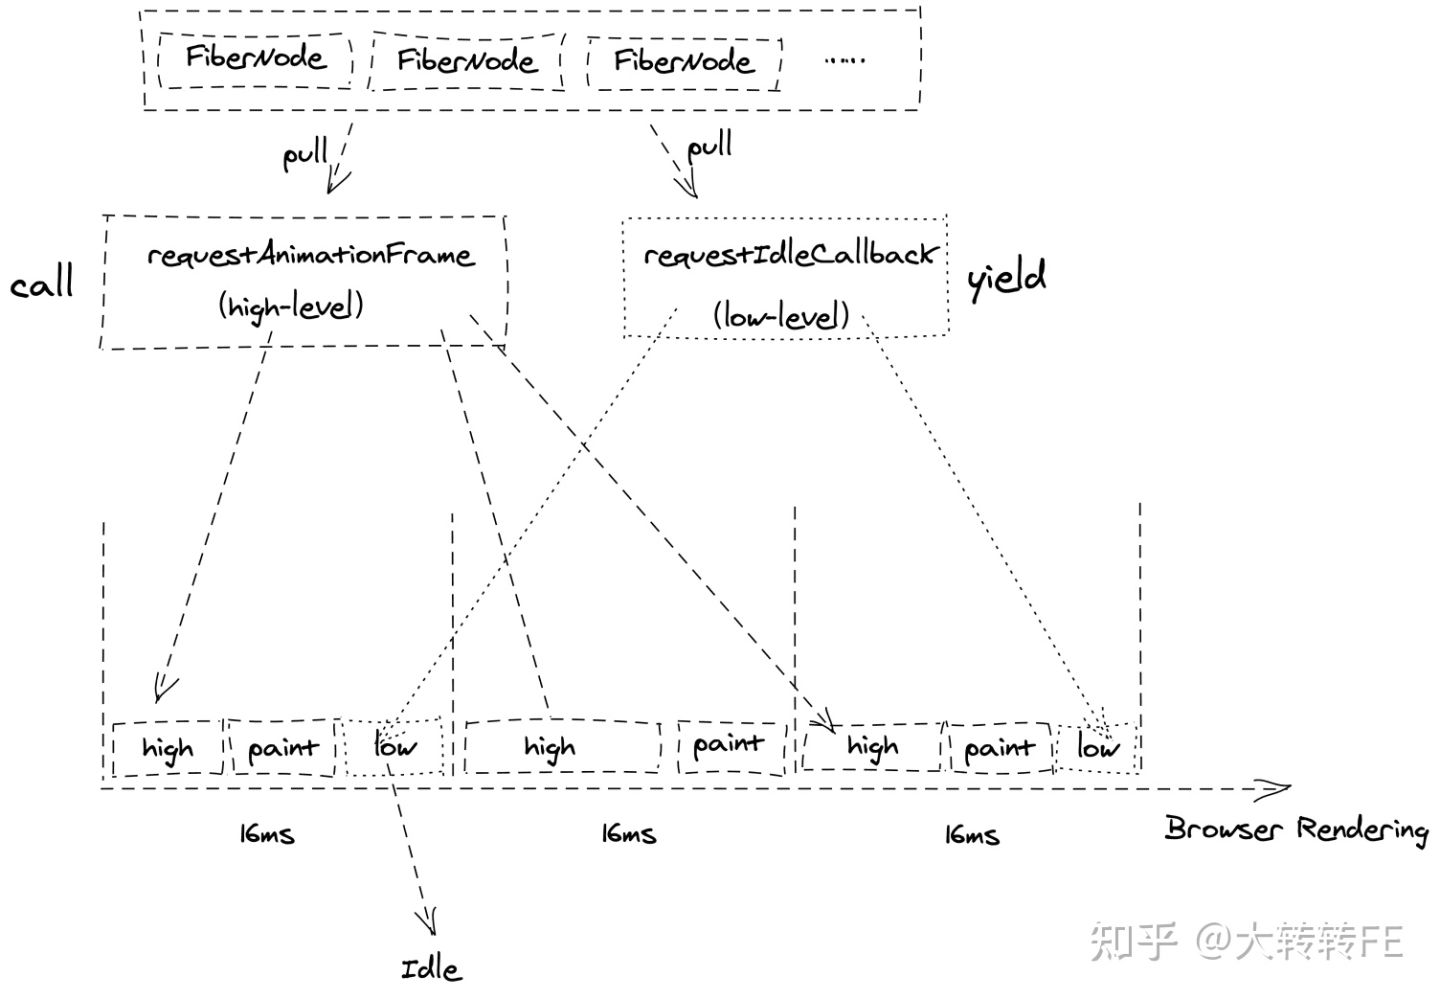 FiberNode FiberNode FiberNode ......
pull pull
call requestAnimationFrame requestIdleCallback yield
(high-level) (low-level)
high paint low high paint high paint low
16ms 16ms 16ms Browser Rendering
Idle
知乎 @大转转FE